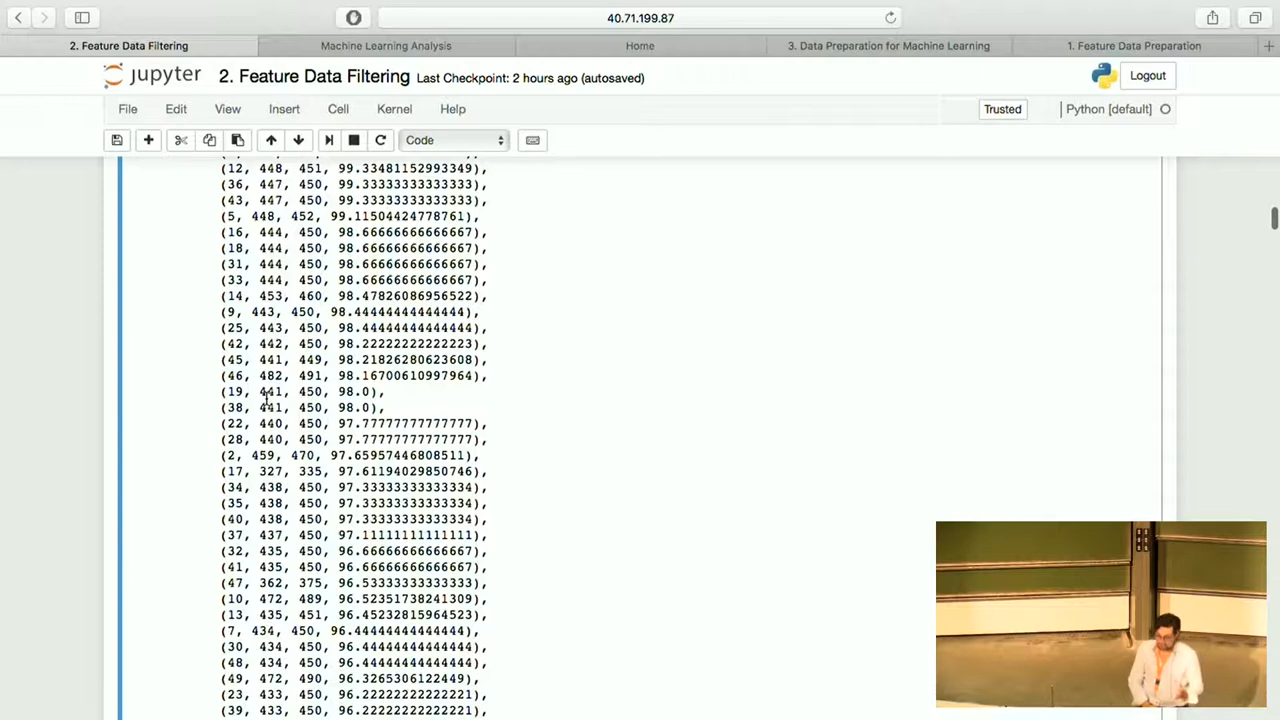 40.71.199.87
2. Feature Data Filtering
Machine Learning Analysis
Home
3. Data Preparation for Machine Learning
1. Feature Data Preparation
jupyter 2. Feature Data Filtering Last Checkpoint: 2 hours ago (autosaved)
Logout
File Edit View Insert Cell Kernel Help
Trusted
Python [default]
Code
(12, 448, 451, 99.33481152993349),
(36, 447, 450, 99.33333333333333),
(43, 447, 450, 99.33333333333333),
(5, 448, 452, 99.11504424778761),
(16, 444, 450, 98.66666666666667),
(18, 444, 450, 98.66666666666667),
(31, 444, 450, 98.66666666666667),
(33, 444, 450, 98.66666666666667),
(14, 453, 460, 98.47826086956522),
(9, 443, 450, 98.44444444444444),
(25, 443, 450, 98.44444444444444),
(42, 442, 450, 98.22222222222223),
(45, 441, 449, 98.21826280623608),
(46, 482, 491, 98.16700610997964),
(19, 441, 450, 98.0),
(38, 441, 450, 98.0),
(22, 440, 450, 97.77777777777777),
(28, 440, 450, 97.77777777777777),
(2, 459, 470, 97.65957446808511),
(17, 327, 335, 97.61194029850746),
(34, 438, 450, 97.33333333333334),
(35, 438, 450, 97.33333333333334),
(40, 438, 450, 97.33333333333334),
(37, 437, 450, 97.11111111111111),
(32, 435, 450, 96.66666666666667),
(41, 435, 450, 96.66666666666667),
(47, 362, 375, 96.53333333333333),
(10, 472, 489, 96.52351738241309),
(13, 435, 451, 96.45232815964523),
(7, 434, 450, 96.44444444444444),
(30, 434, 450, 96.44444444444444),
(48, 434, 450, 96.44444444444444),
(49, 472, 490, 96.3265306122449),
(23, 433, 450, 96.22222222222221),
(39, 433, 450, 96.22222222222221),